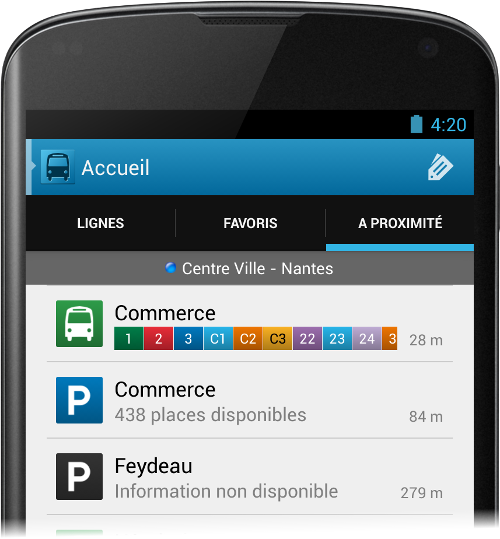 4:20
Accueil
LIGNES FAVORIS A PROXIMITÉ
Centre Ville - Nantes
Commerce
1 2 3 C1 C2 C3 22 23 24 3 28 m
P Commerce
438 places disponibles 84 m
P Feydeau
Information non disponible 279 m